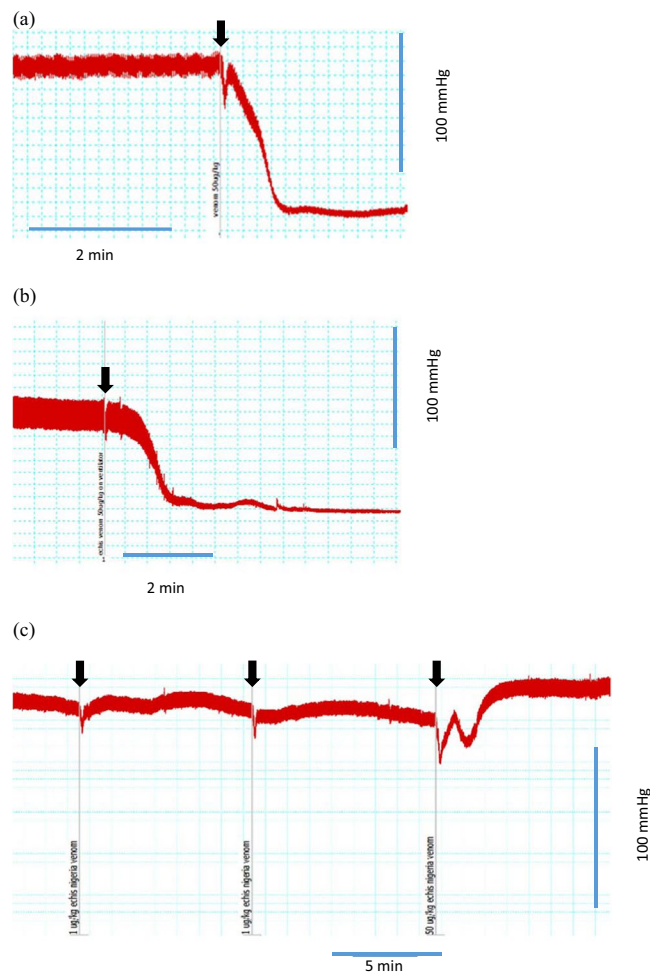 (a)
100 mmHg
venom 50ug/kg
2 min
(b)
100 mmHg
echis venom 50ug/kg on ventilator
2 min
(c)
100 mmHg
1 ug/kg echis nigeria venom
1 ug/kg echis nigeria venom
50 ug/kg echis nigeria venom
5 min